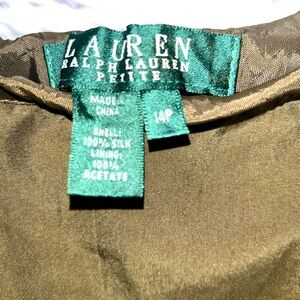 LAUREN
RALPH LAUREN
PETITE
MADE IN
CHINA
14P
SHELL:
100% SILK
LINING:
100%
ACETATE